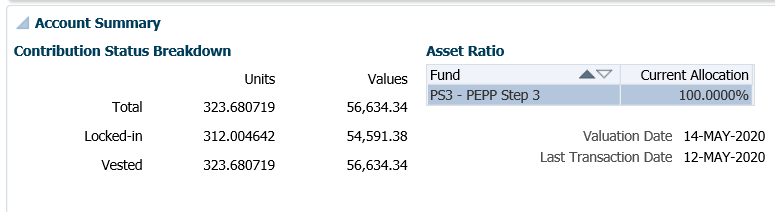 Account Summary
Contribution Status Breakdown
Units Values
Total 323.680719 56,634.34
Locked-in 312.004642 54,591.38
Vested 323.680719 56,634.34
Asset Ratio
Fund Current Allocation
PS3 - PEPP Step 3 100.0000%
Valuation Date 14-MAY-2020
Last Transaction Date 12-MAY-2020